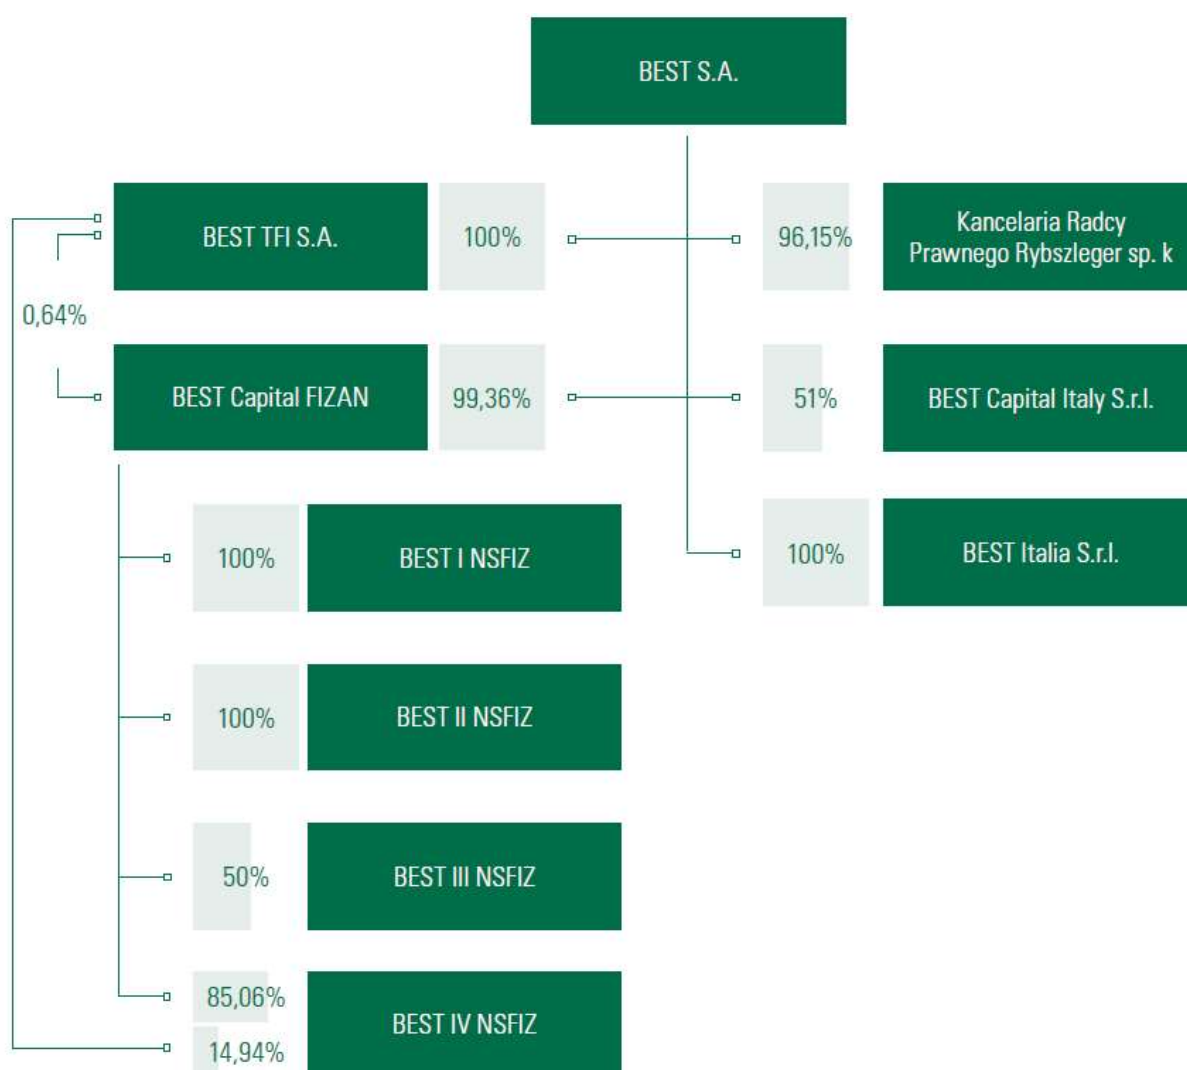 BEST S.A.
BEST TFI S.A.
100%
96,15%
Kancelaria Radcy
Prawnego Rybszleger sp. k
0,64%
BEST Capital FIZAN
99,36%
51%
BEST Capital Italy S.r.l.
100%
BEST I NSFIZ
100%
BEST Italia S.r.l.
100%
BEST II NSFIZ
50%
BEST III NSFIZ
85,06%
14,94%
BEST IV NSFIZ